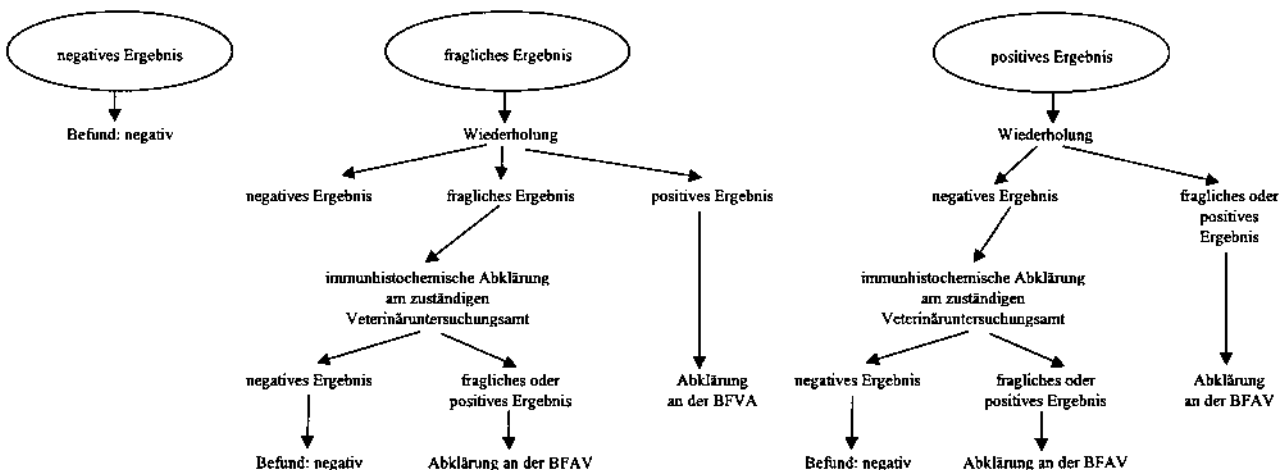 negatives Ergebnis
fragliches Ergebnis
positives Ergebnis
Befund: negativ
Wiederholung
Wiederholung
negatives Ergebnis
fragliches Ergebnis
positives Ergebnis
negatives Ergebnis
fragliches oder
positives
Ergebnis
immunhistochemische Abklärung
am zuständigen
Veterinäruntersuchungsamt
immunhistochemische Abklärung
am zuständigen
Veterinäruntersuchungsamt
negatives Ergebnis
fragliches oder
positives Ergebnis
Abklärung
an der BFVA
negatives Ergebnis
fragliches oder
positives Ergebnis
Abklärung
an der BFAV
Befund: negativ
Abklärung an der BFAV
Befund: negativ
Abklärung an der BFAV